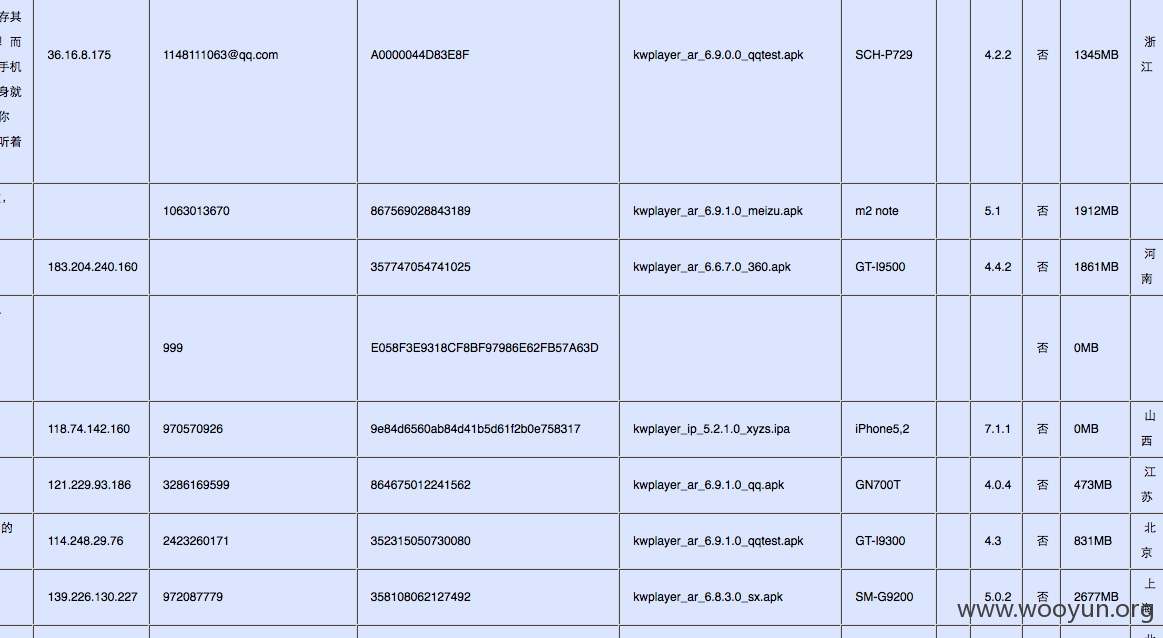 存其
！而
手机
身就
你
听着
36.16.8.175 1148111063@qq.com A0000044D83E8F kwplayer_ar_6.9.0.0_qqtest.apk SCH-P729 4.2.2 否 1345MB 浙江
， 1063013670 867569028843189 kwplayer_ar_6.9.1.0_meizu.apk m2 note 5.1 否 1912MB
183.204.240.160 357747054741025 kwplayer_ar_6.6.7.0_360.apk GT-I9500 4.4.2 否 1861MB 河南
999 E058F3E9318CF8BF97986E62FB57A63D 否 0MB
118.74.142.160 970570926 9e84d6560ab84d41b5d61f2b0e758317 kwplayer_ip_5.2.1.0_xyzs.ipa iPhone5,2 7.1.1 否 0MB 山西
121.229.93.186 3286169599 864675012241562 kwplayer_ar_6.9.1.0_qq.apk GN700T 4.0.4 否 473MB 江苏
的 114.248.29.76 2423260171 352315050730080 kwplayer_ar_6.9.1.0_qqtest.apk GT-I9300 4.3 否 831MB 北京
139.226.130.227 972087779 358108062127492 kwplayer_ar_6.8.3.0_sx.apk SM-G9200 5.0.2 否 2677MB 上海
www.wooyun.org